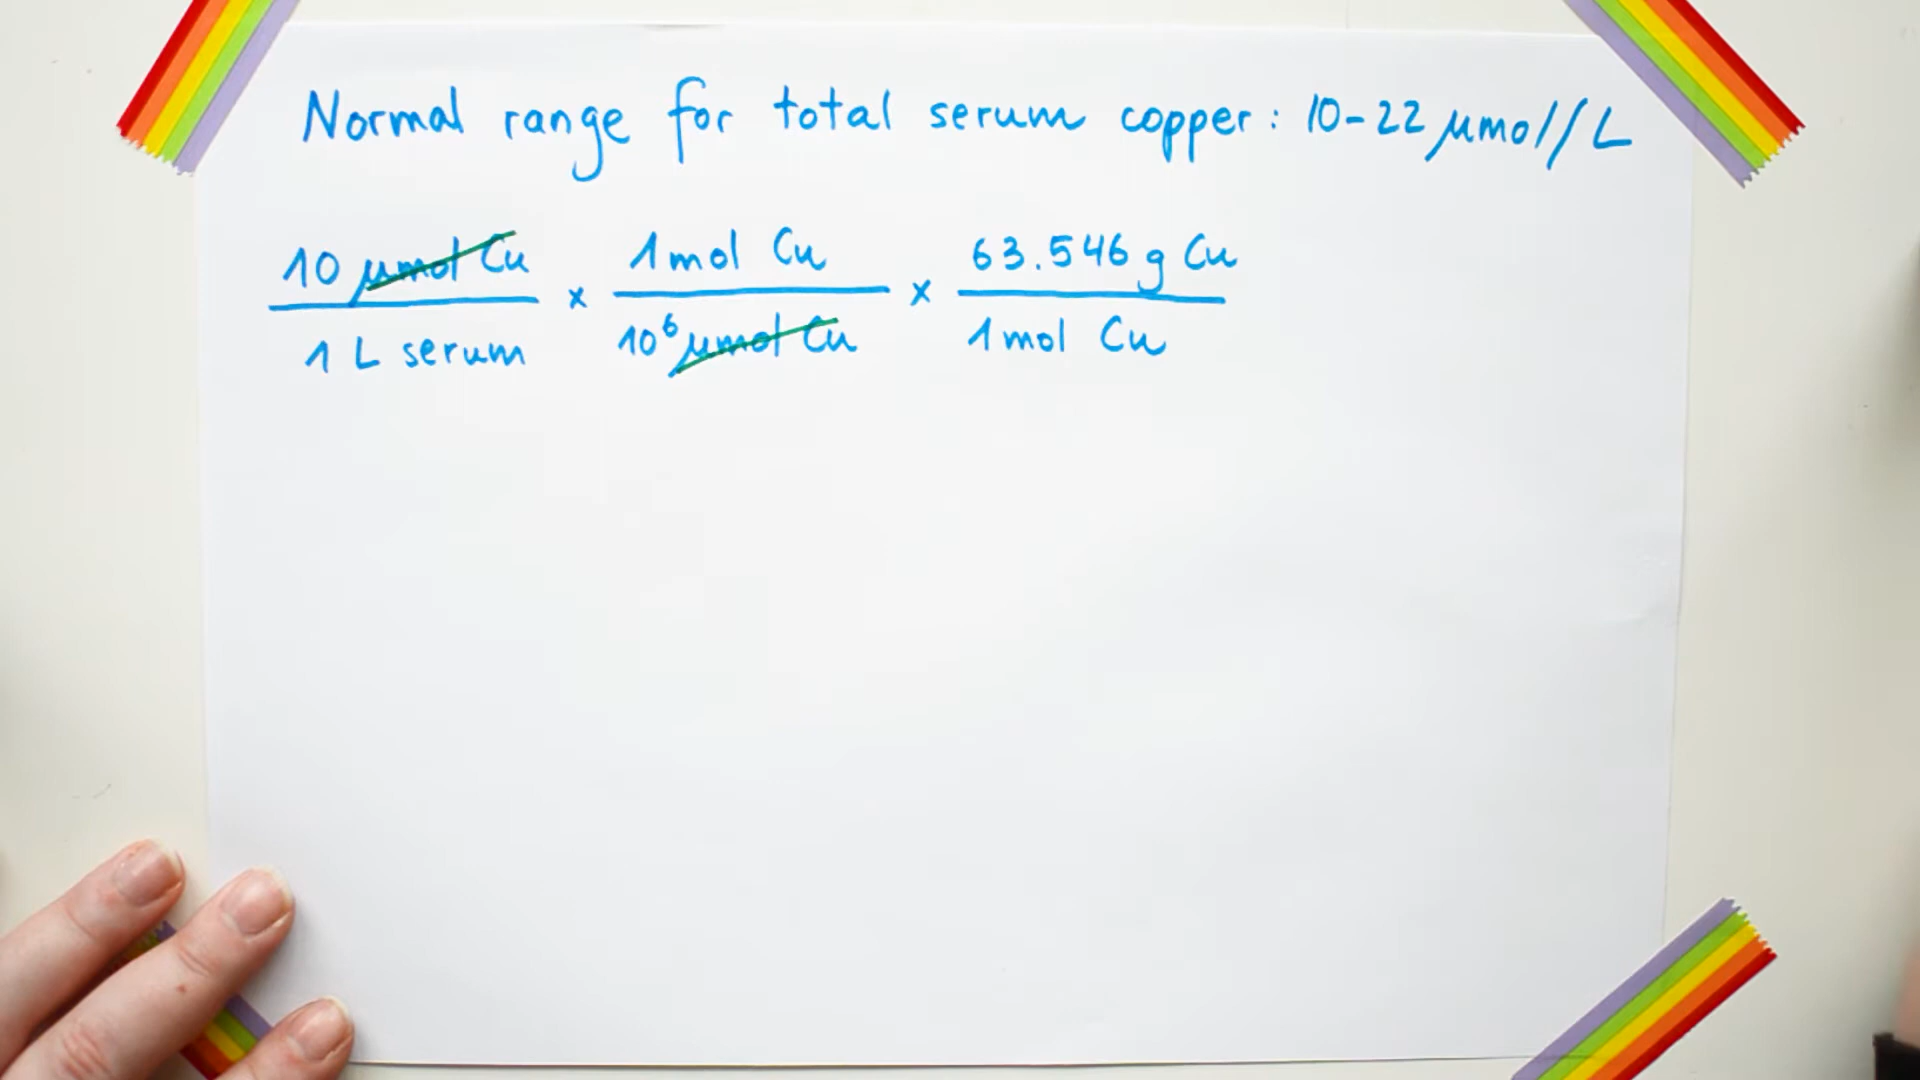 Normal range for total serum copper: 10-22 µmol/L
10 µmol Cu / 1 L serum x 1 mol Cu / 10⁶ µmol Cu x 63.546 g Cu / 1 mol Cu